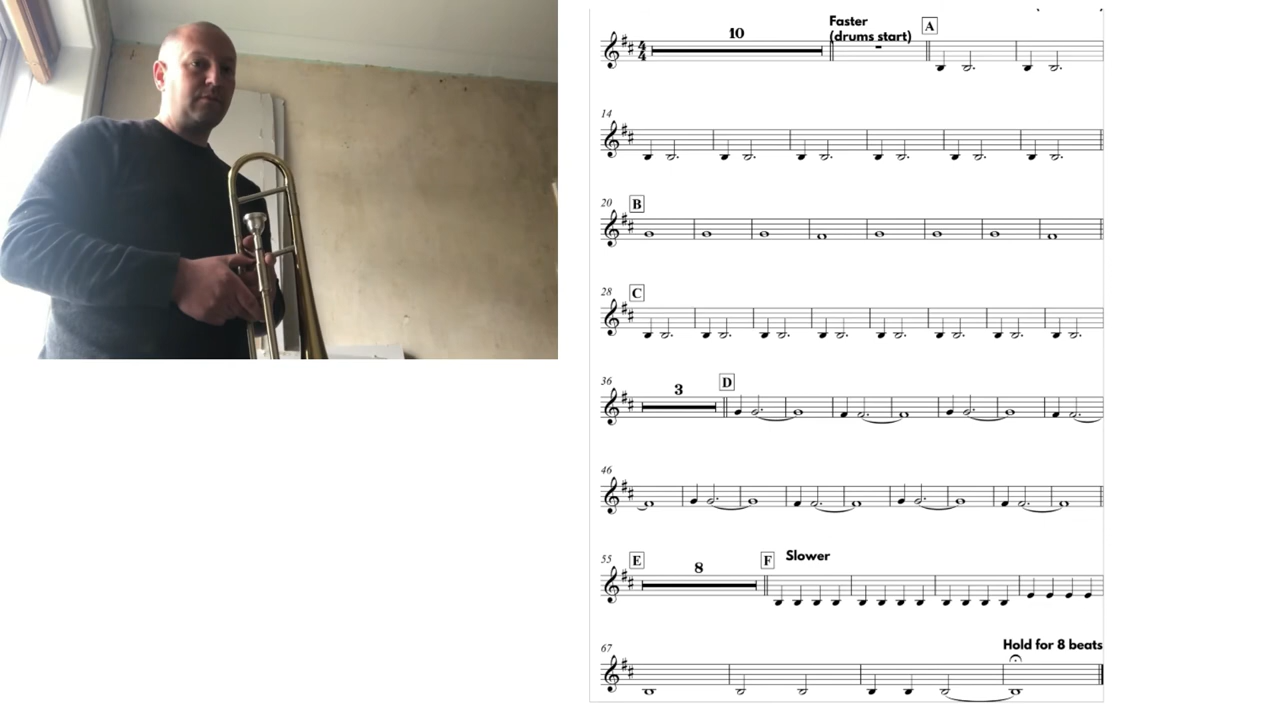 10
Faster
(drums start)
A
14
20
B
28
C
36
3
D
46
55
E
8
F
Slower
67
Hold for 8 beats